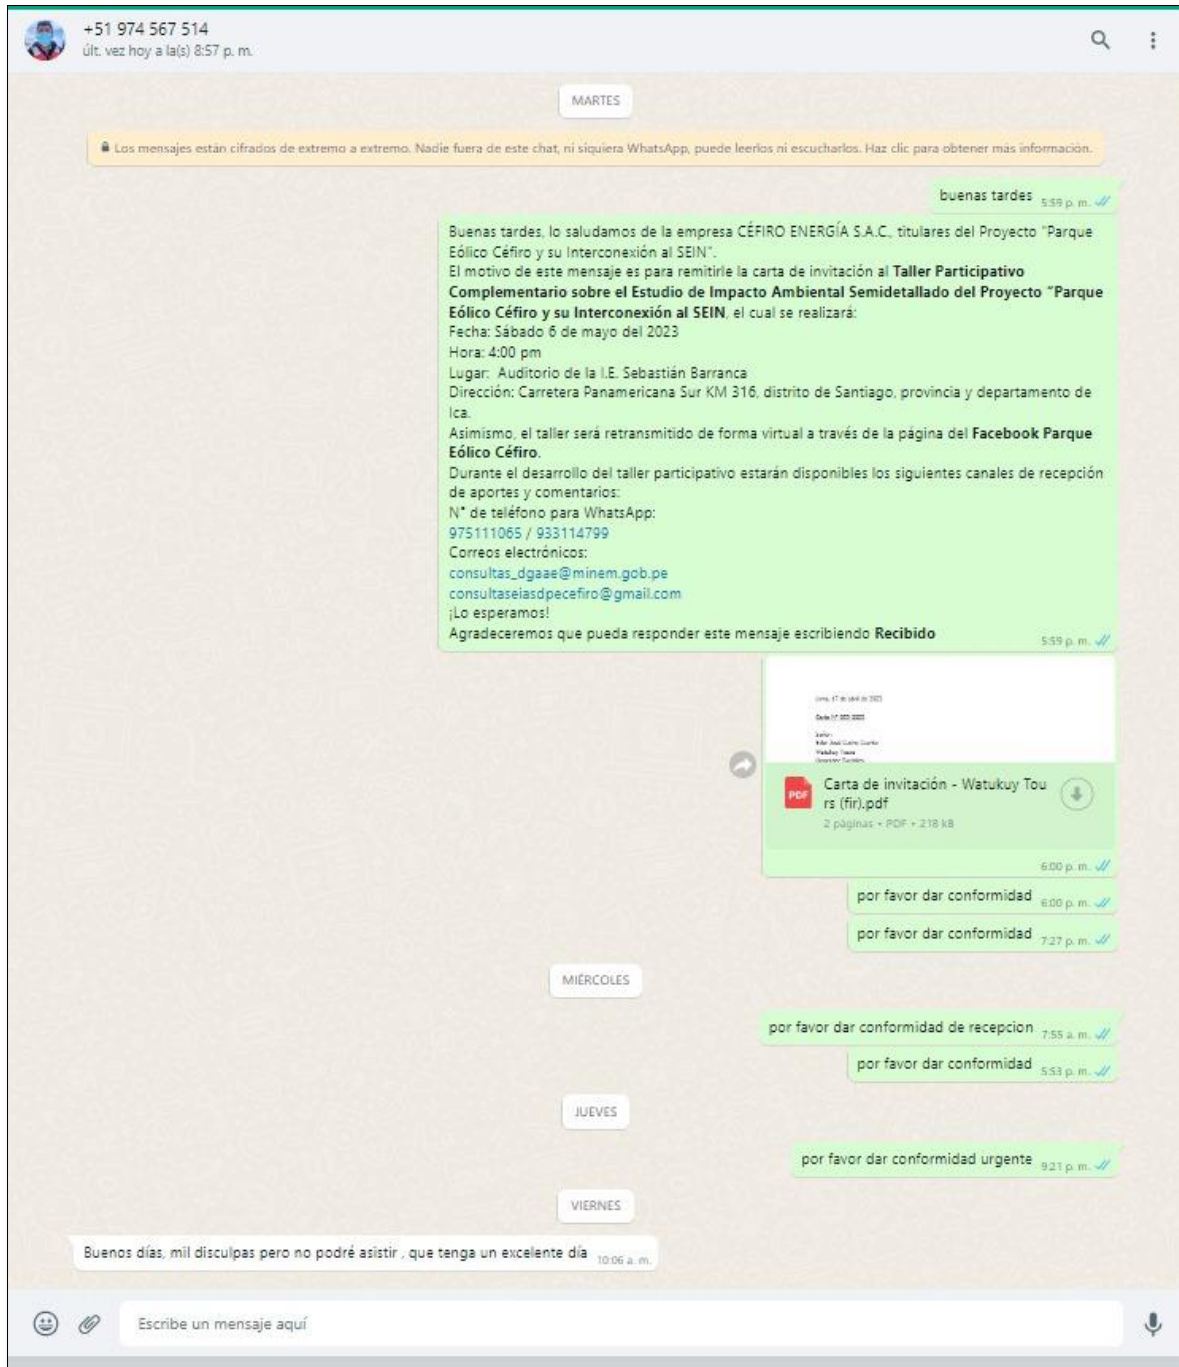 +51 974 567 514
últ. vez hoy a la(s) 8:57 p. m.
MARTES
Los mensajes están cifrados de extremo a extremo. Nadie fuera de este chat, ni siquiera WhatsApp, puede leerlos ni escucharlos. Haz clic para obtener más información.
buenas tardes 5:59 p. m.
Buenas tardes, lo saludamos de la empresa CÉFIRO ENERGÍA S.A.C., titulares del Proyecto "Parque
Eólico Céfiro y su Interconexión al SEIN".
El motivo de este mensaje es para remitirle la carta de invitación al Taller Participativo
Complementario sobre el Estudio de Impacto Ambiental Semidetallado del Proyecto "Parque
Eólico Céfiro y su Interconexión al SEIN, el cual se realizará:
Fecha: Sábado 6 de mayo del 2023
Hora: 4:00 pm
Lugar: Auditorio de la I.E. Sebastián Barranca
Dirección: Carretera Panamericana Sur KM 316, distrito de Santiago, provincia y departamento de
Ica.
Asimismo, el taller será retransmitido de forma virtual a través de la página del Facebook Parque
Eólico Céfiro.
Durante el desarrollo del taller participativo estarán disponibles los siguientes canales de recepción
de aportes y comentarios:
N° de teléfono para WhatsApp:
975111065 / 933114799
Correos electrónicos:
consultas_dgaae@minem.gob.pe
consultaseiasdpecefiro@gmail.com
¡Lo esperamos!
Agradeceremos que pueda responder este mensaje escribiendo Recibido 5:59 p. m.
PDF
Carta de invitación - Watukuy Tou
rs (fir).pdf
2 páginas • PDF • 218 kB
6:00 p. m.
por favor dar conformidad 6:00 p. m.
por favor dar conformidad 7:27 p. m.
MIÉRCOLES
por favor dar conformidad de recepcion 7:55 a. m.
por favor dar conformidad 5:53 p. m.
JUEVES
por favor dar conformidad urgente 9:21 p. m.
VIERNES
Buenos días, mil disculpas pero no podré asistir , que tenga un excelente día 10:06 a. m.
Escribe un mensaje aquí